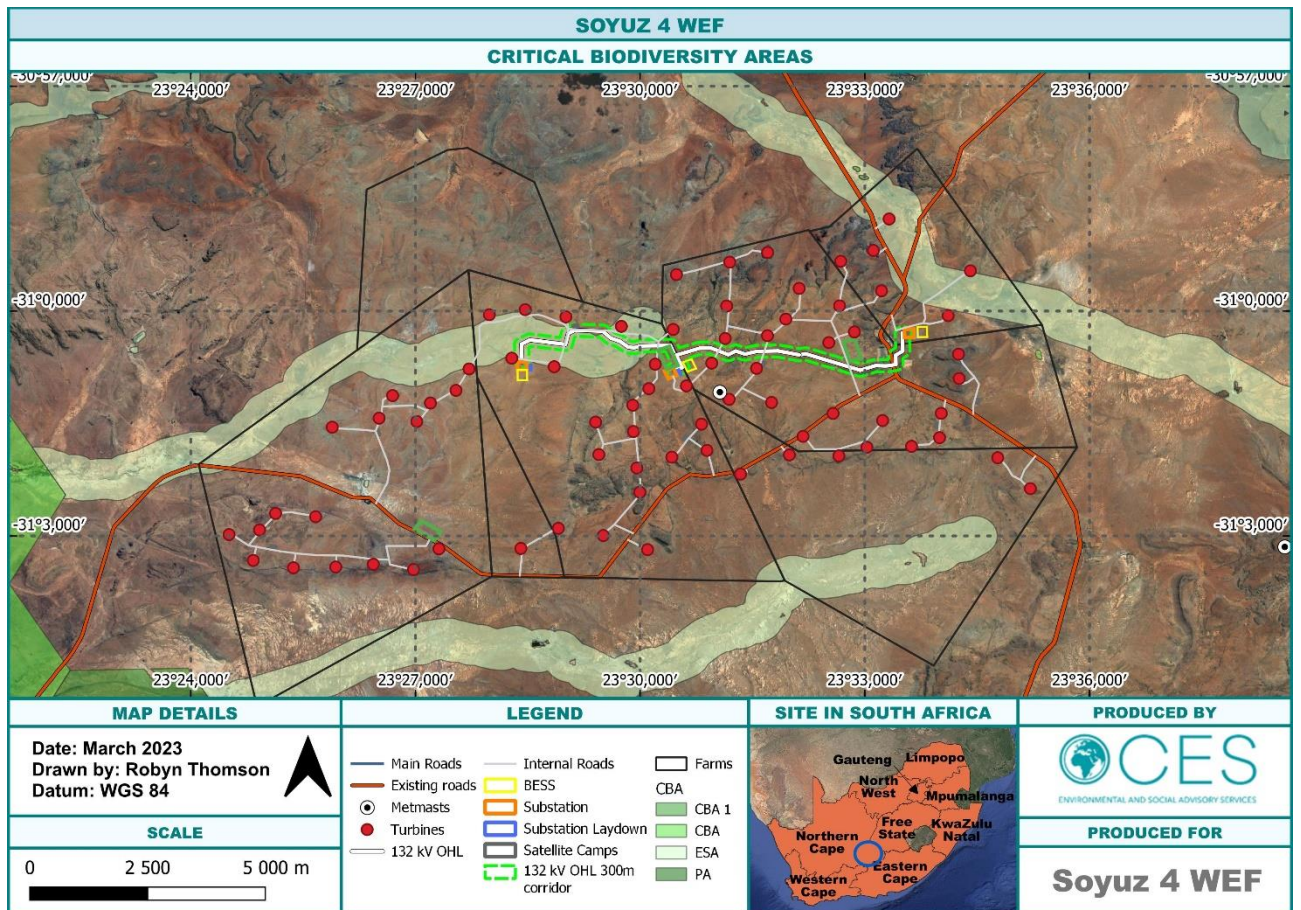 SOYUZ 4 WEF
CRITICAL BIODIVERSITY AREAS
-30°57,000′ 23°24,000′ 23°27,000′ 23°30,000′ 23°33,000′ 23°36,000′ -30°57,000′
-31°0,000′ -31°0,000′
-31°3,000′ -31°3,000′
23°24,000′ 23°27,000′ 23°30,000′ 23°33,000′ 23°36,000′
MAP DETAILS
Date: March 2023
Drawn by: Robyn Thomson
Datum: WGS 84
SCALE
0 2 500 5 000 m
LEGEND
Main Roads
Existing roads
Metmasts
Turbines
132 kV OHL
Internal Roads
BESS
Substation
Substation Laydown
Satellite Camps
132 kV OHL 300m
corridor
Farms
CBA
CBA 1
CBA
ESA
PA
SITE IN SOUTH AFRICA
Gauteng
Limpopo
North
West
Mpumalanga
Free
State
KwaZulu
Natal
Northern
Cape
Eastern
Cape
Western
Cape
PRODUCED BY
CES
ENVIRONMENTAL AND SOCIAL ADVISORY SERVICES
PRODUCED FOR
Soyuz 4 WEF